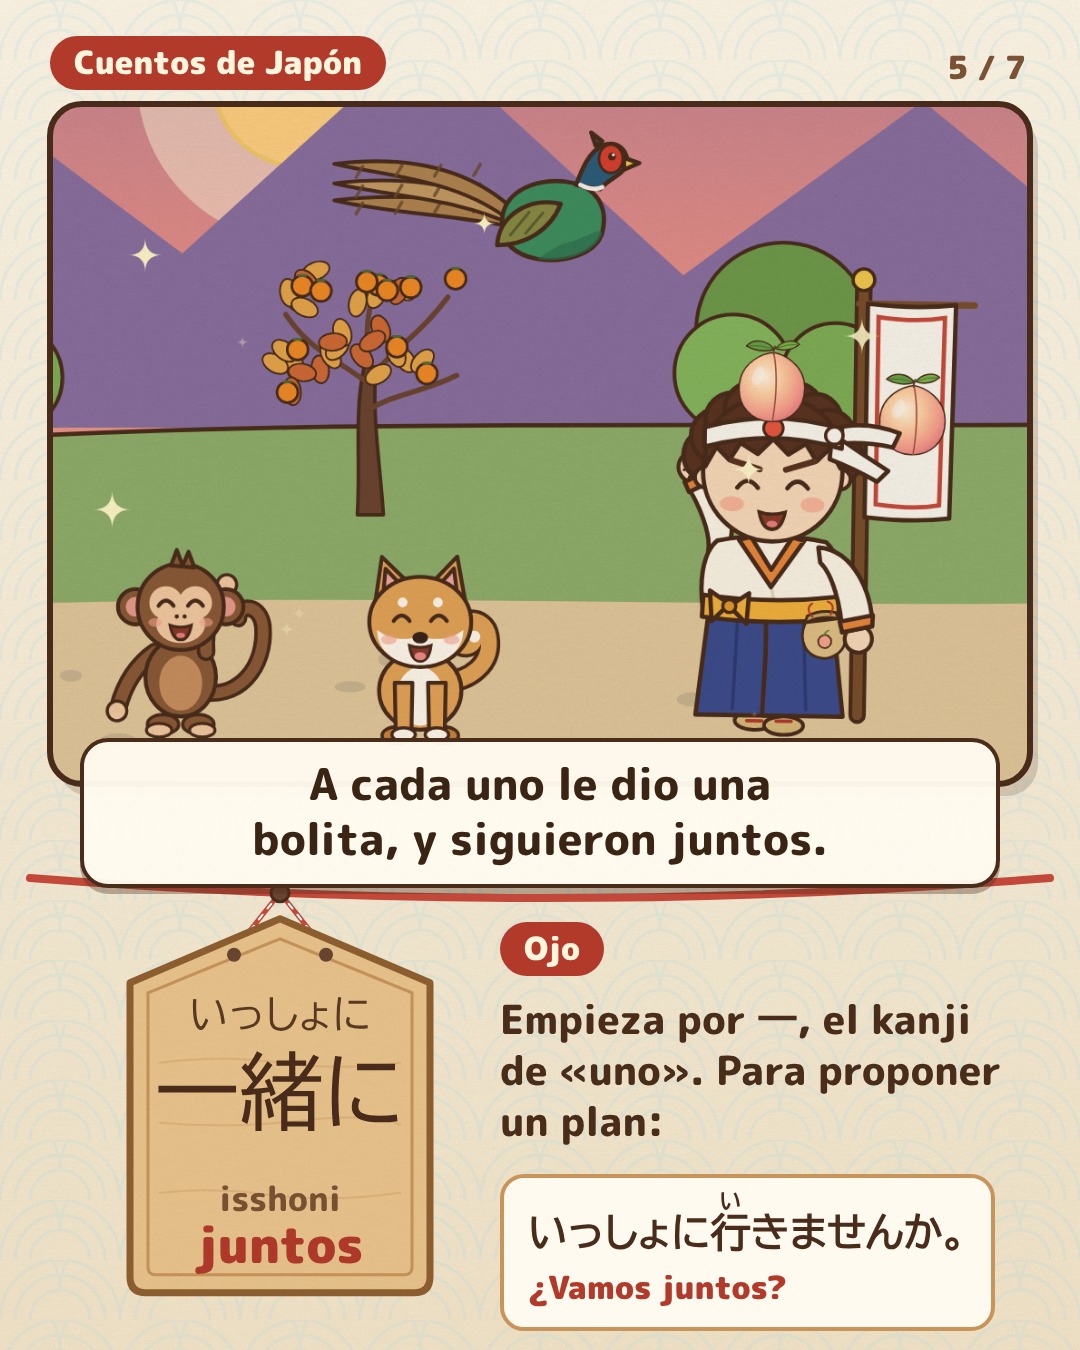 Cuentos de Japón
5 / 7
A cada uno le dio una
bolita, y siguieron juntos.
いっしょに
一緒に
isshoni
juntos
Ojo
Empieza por 一, el kanji
de «uno». Para proponer
un plan:
い
いっしょに行きませんか。
¿Vamos juntos?